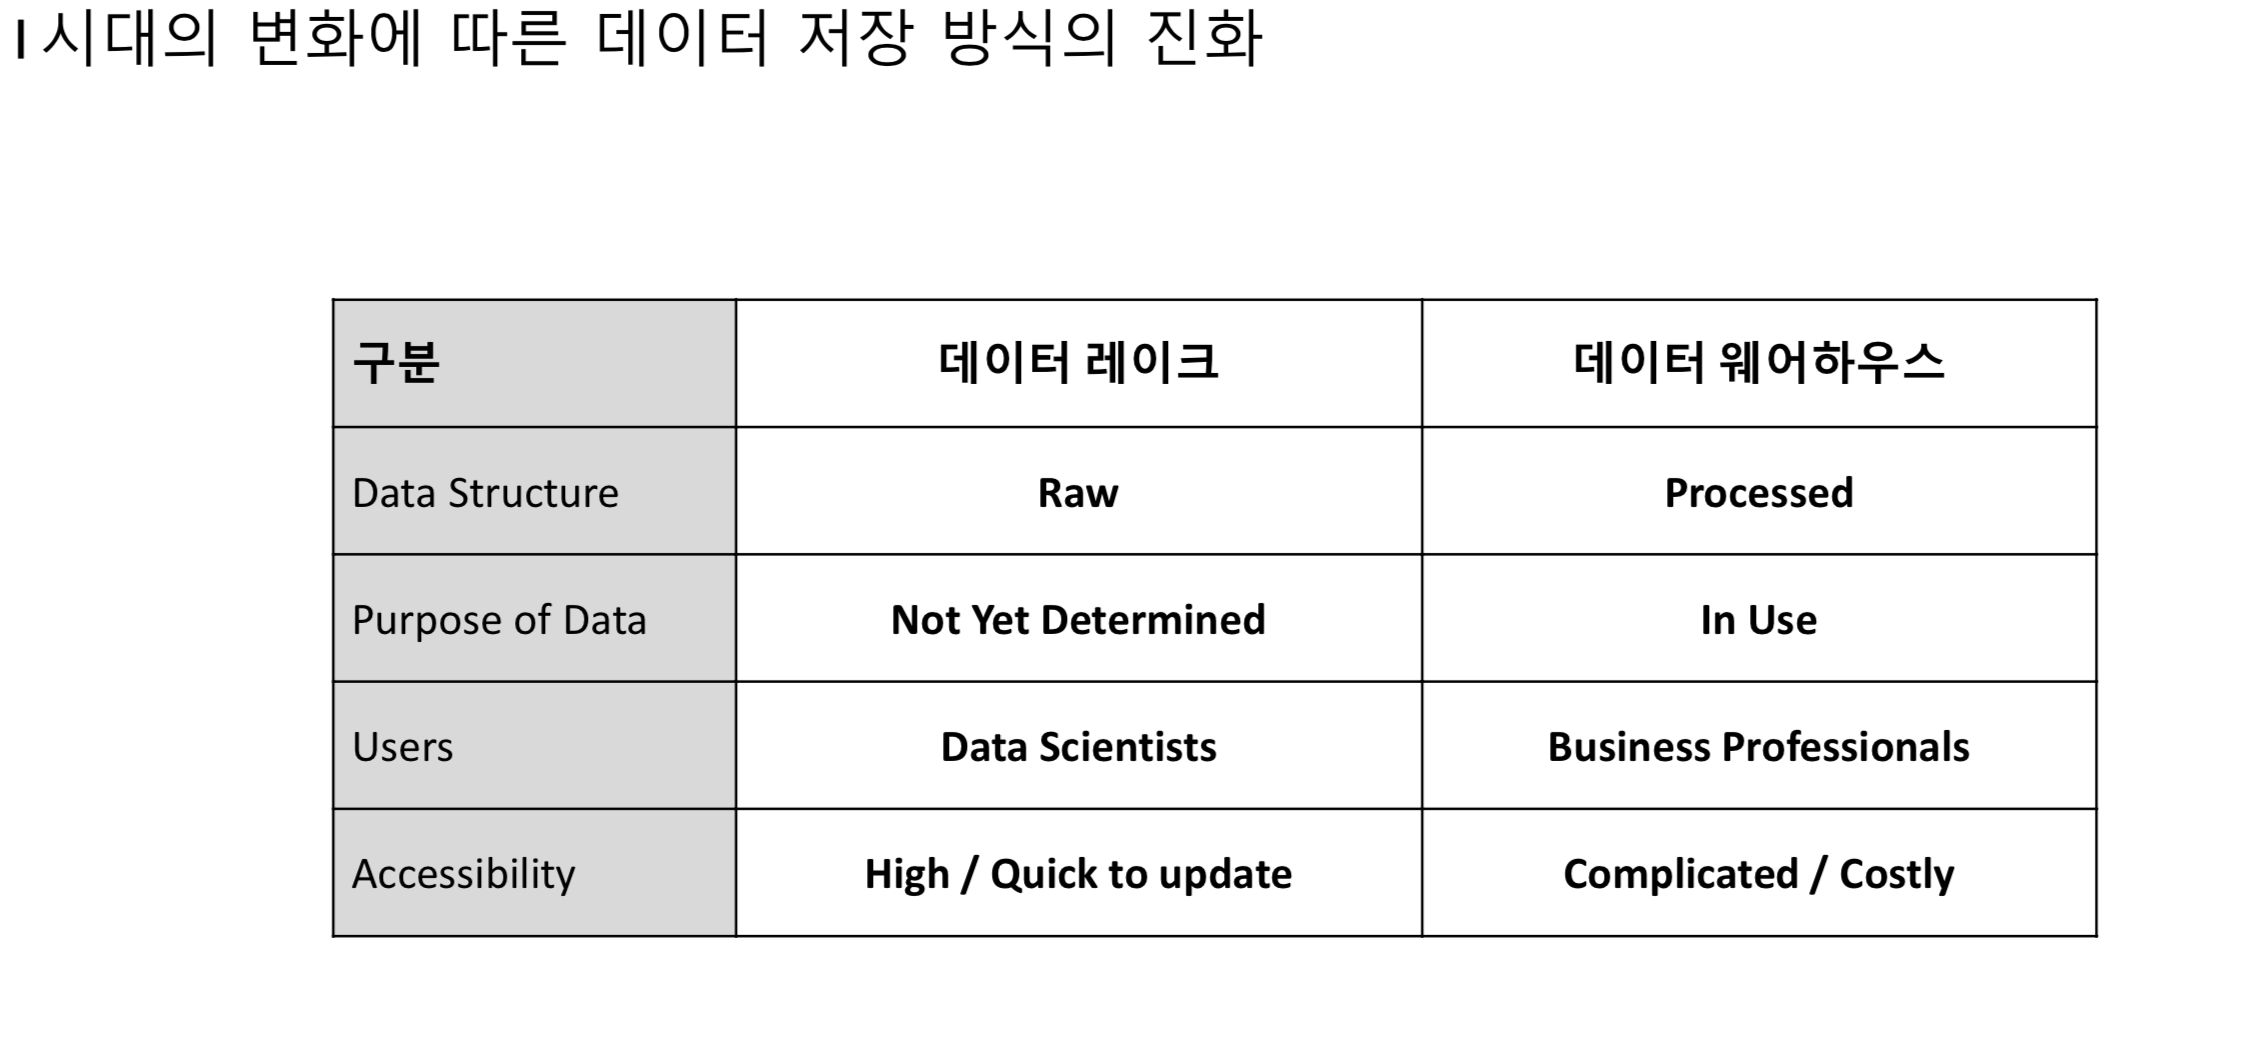 시대의 변화에 따른 데이터 저장 방식의 진화
구분 데이터 레이크 데이터 웨어하우스
Data Structure Raw Processed
Purpose of Data Not Yet Determined In Use
Users Data Scientists Business Professionals
Accessibility High / Quick to update Complicated / Costly